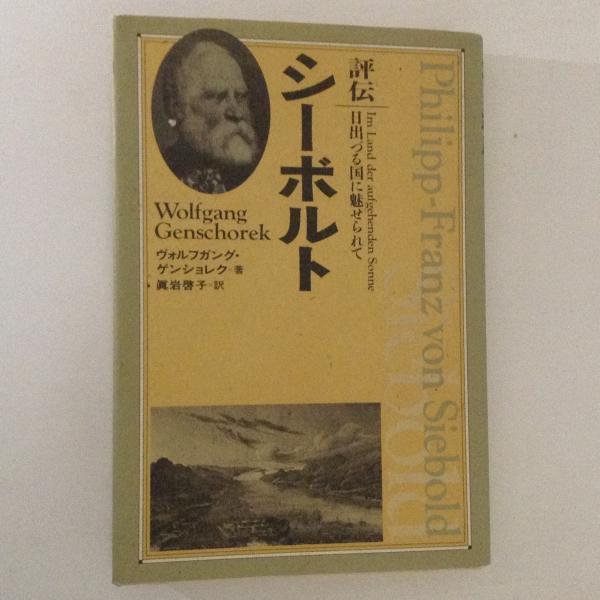 評伝
シーボルト
Im Land der aufgehenden Sonne
日出づる国に魅せられて
Wolfgang
Genschorek
ヴォルフガング・
ゲンショレク・著
眞岩啓子・訳
Philipp-Franz von Siebold
Siebold